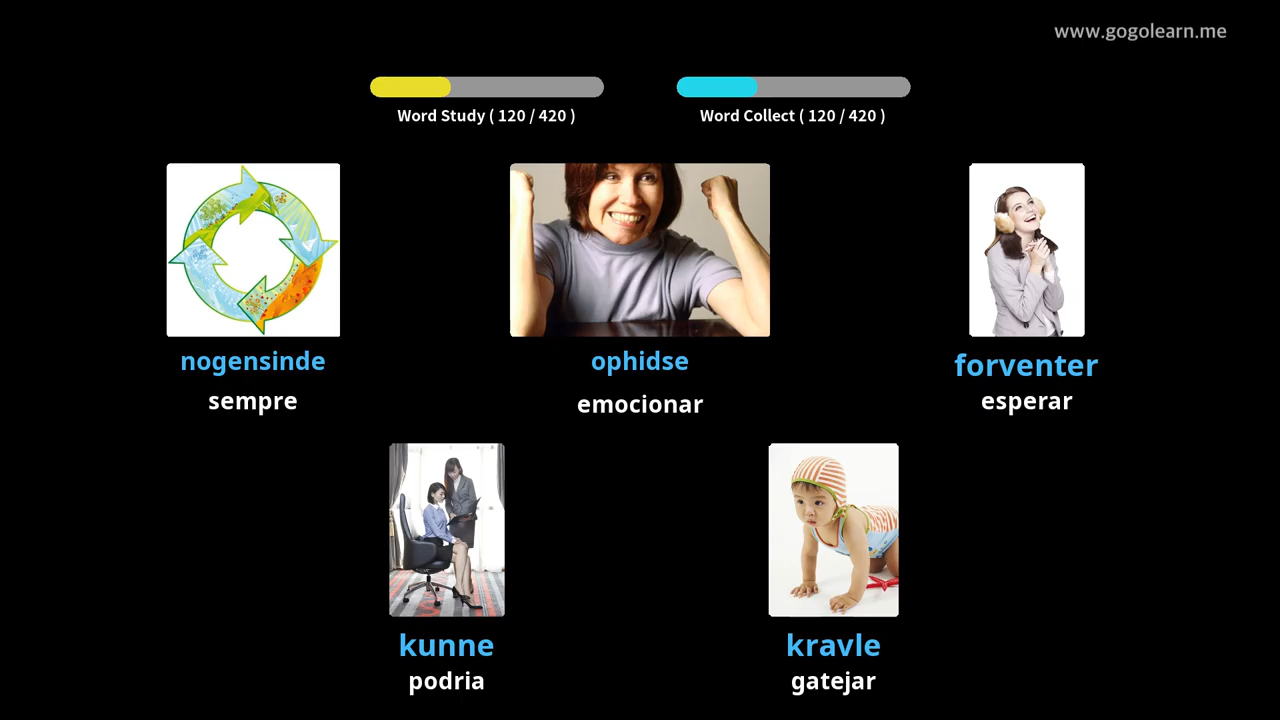 www.gogolearn.me
Word Study ( 120 / 420 )
Word Collect ( 120 / 420 )
nogensinde
sempre
ophidse
emocionar
forventer
esperar
kunne
podria
kravle
gatejar